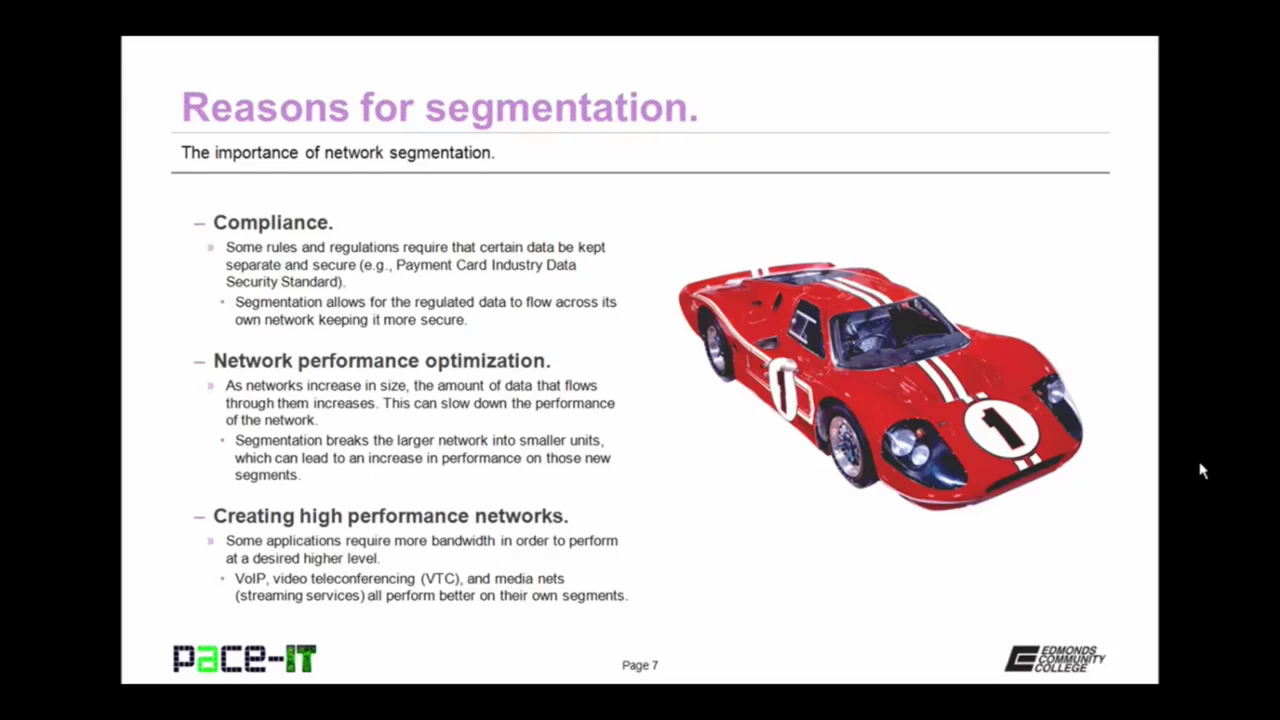 Reasons for segmentation.
The importance of network segmentation.
– Compliance.
» Some rules and regulations require that certain data be kept
separate and secure (e.g., Payment Card Industry Data
Security Standard).
• Segmentation allows for the regulated data to flow across its
own network keeping it more secure.
– Network performance optimization.
» As networks increase in size, the amount of data that flows
through them increases. This can slow down the performance
of the network.
• Segmentation breaks the larger network into smaller units,
which can lead to an increase in performance on those new
segments.
– Creating high performance networks.
» Some applications require more bandwidth in order to perform
at a desired higher level.
• VoIP, video teleconferencing (VTC), and media nets
(streaming services) all perform better on their own segments.
1
1
pace-IT
Page 7
EDMONDS
COMMUNITY
COLLEGE